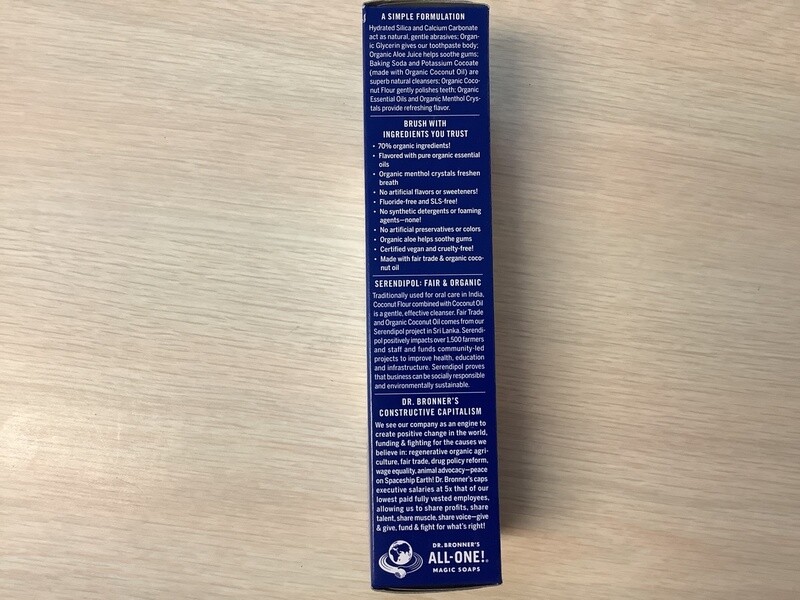 A SIMPLE FORMULATION
Hydrated Silica and Calcium Carbonate
act as natural, gentle abrasives; Organ-
ic Glycerin gives our toothpaste body;
Organic Aloe Juice helps soothe gums;
Baking Soda and Potassium Cocoate
(made with Organic Coconut Oil) are
superb natural cleansers; Organic Coco-
nut Flour gently polishes teeth; Organic
Essential Oils and Organic Menthol Crys-
tals provide refreshing flavor.
BRUSH WITH
INGREDIENTS YOU TRUST
• 70% organic ingredients!
• Flavored with pure organic essential
oils
• Organic menthol crystals freshen
breath
• No artificial flavors or sweeteners!
• Fluoride-free and SLS-free!
• No synthetic detergents or foaming
agents—none!
• No artificial preservatives or colors
• Organic aloe helps soothe gums
• Certified vegan and cruelty-free!
• Made with fair trade & organic coco-
nut oil
SERENDIPOL: FAIR & ORGANIC
Traditionally used for oral care in India,
Coconut Flour combined with Coconut Oil
is a gentle, effective cleanser. Fair Trade
and Organic Coconut Oil comes from our
Serendipol project in Sri Lanka. Serendi-
pol positively impacts over 1,500 farmers
and staff and funds community-led
projects to improve health, education
and infrastructure. Serendipol proves
that business can be socially responsible
and environmentally sustainable.
DR. BRONNER'S
CONSTRUCTIVE CAPITALISM
We see our company as an engine to
create positive change in the world,
funding & fighting for the causes we
believe in: regenerative organic agri-
culture, fair trade, drug policy reform,
wage equality, animal advocacy—peace
on Spaceship Earth! Dr. Bronner's caps
executive salaries at 5x that of our
lowest paid fully vested employees,
allowing us to share profits, share
talent, share muscle, share voice—give
& give, fund & fight for what's right!
DR. BRONNER'S
ALL-ONE!®
MAGIC SOAPS